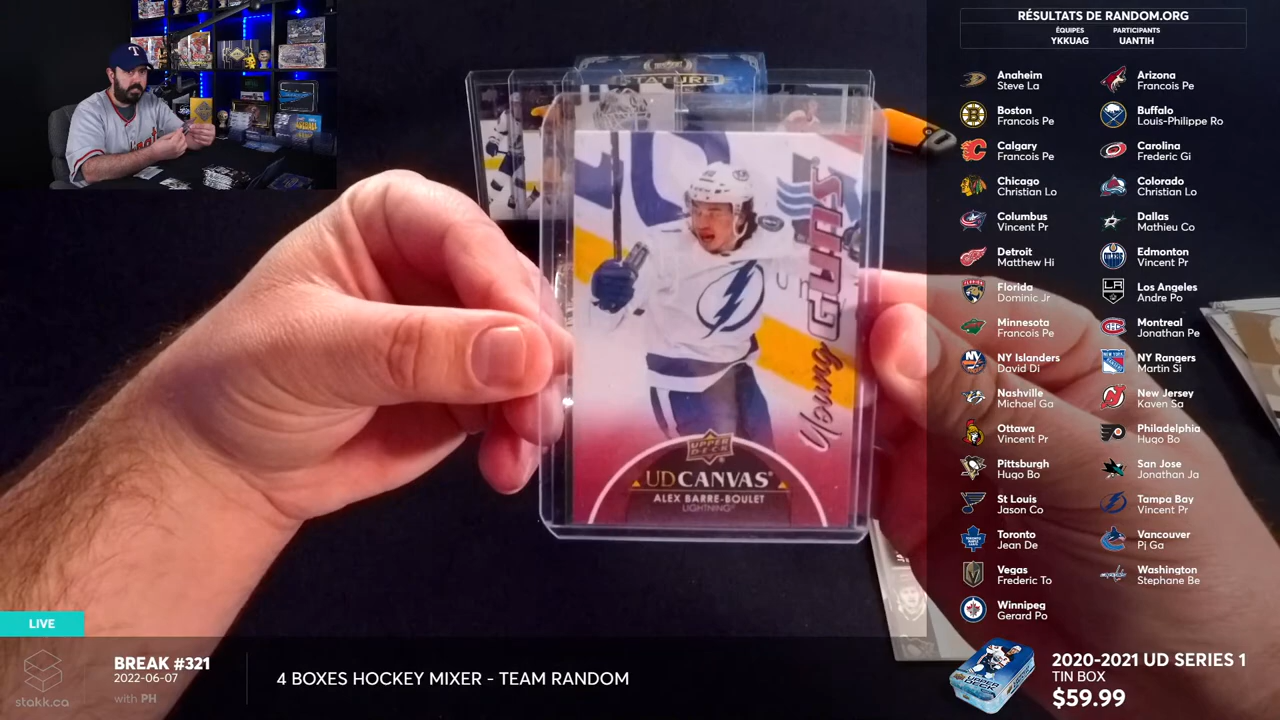 RÉSULTATS DE RANDOM.ORG
ÉQUIPES
YKKUAG
PARTICIPANTS
UANTIH
Anaheim
Steve La
Arizona
Francois Pe
Boston
Francois Pe
Buffalo
Louis-Philippe Ro
Calgary
Francois Pe
Carolina
Frederic Gi
Chicago
Christian Lo
Colorado
Christian Lo
Columbus
Vincent Pr
Dallas
Mathieu Co
Detroit
Matthew Hi
Edmonton
Vincent Pr
Florida
Dominic Jr
Los Angeles
Andre Po
Minnesota
Francois Pe
Montreal
Jonathan Pe
NY Islanders
David Di
NY Rangers
Martin Si
Nashville
Michael Ga
New Jersey
Kaven Sa
Ottawa
Vincent Pr
Philadelphia
Hugo Bo
Pittsburgh
Hugo Bo
San Jose
Jonathan Ja
St Louis
Jason Co
Tampa Bay
Vincent Pr
Toronto
Jean De
Vancouver
Pj Ga
Vegas
Frederic To
Washington
Stephane Be
Winnipeg
Gerard Po
Young GUNS
UPPER
DECK
UD CANVAS
ALEX BARRE-BOULET
LIGHTNING
LIVE
stakk.ca
BREAK #321
2022-06-07
with PH
4 BOXES HOCKEY MIXER - TEAM RANDOM
2020-2021 UD SERIES 1
TIN BOX
$59.99